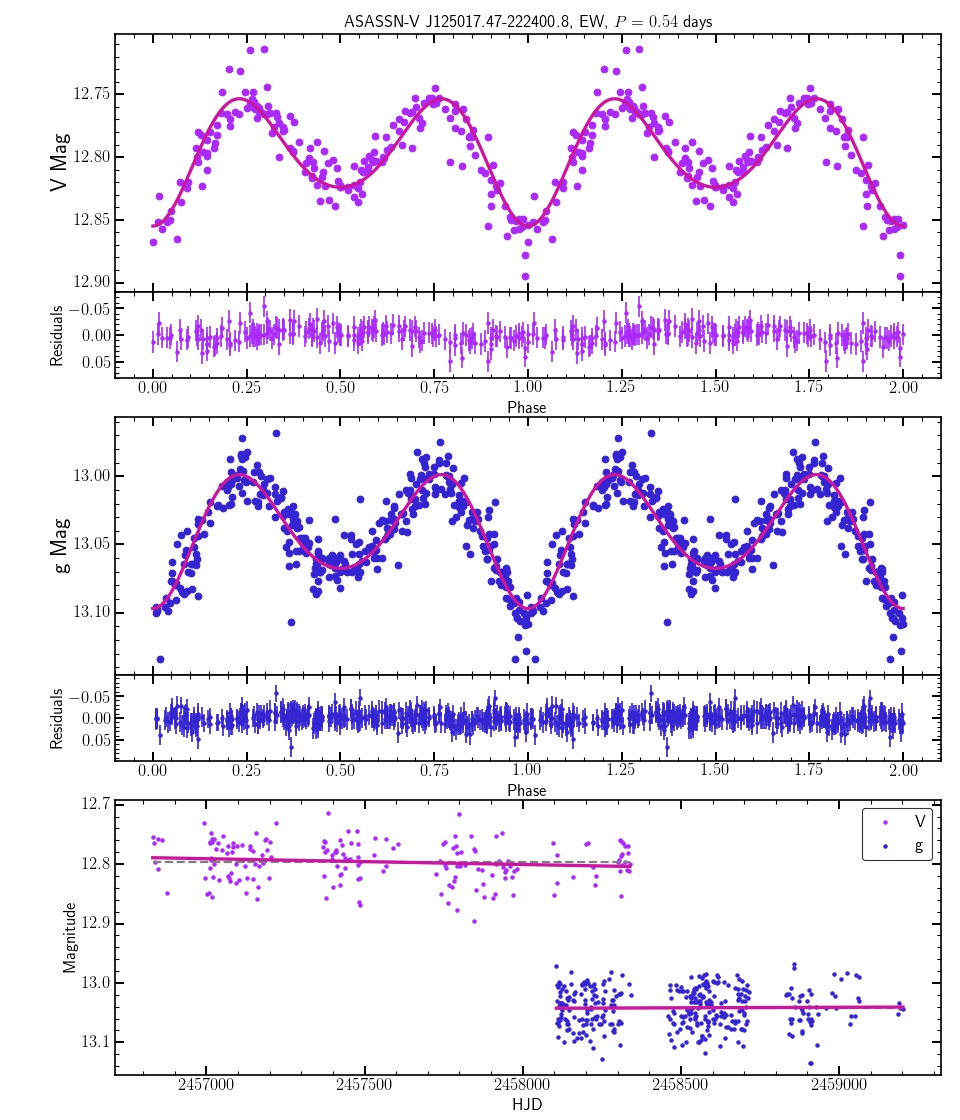 ASASSN-V J125017.47-222400.8, EW, P = 0.54 days
V Mag
12.75
12.80
12.85
12.90
Residuals
−0.05
0.00
0.05
0.00 0.25 0.50 0.75 1.00 1.25 1.50 1.75 2.00
Phase
g Mag
13.00
13.05
13.10
Residuals
−0.05
0.00
0.05
0.00 0.25 0.50 0.75 1.00 1.25 1.50 1.75 2.00
Phase
Magnitude
12.7
12.8
12.9
13.0
13.1
V
g
2457000 2457500 2458000 2458500 2459000
HJD